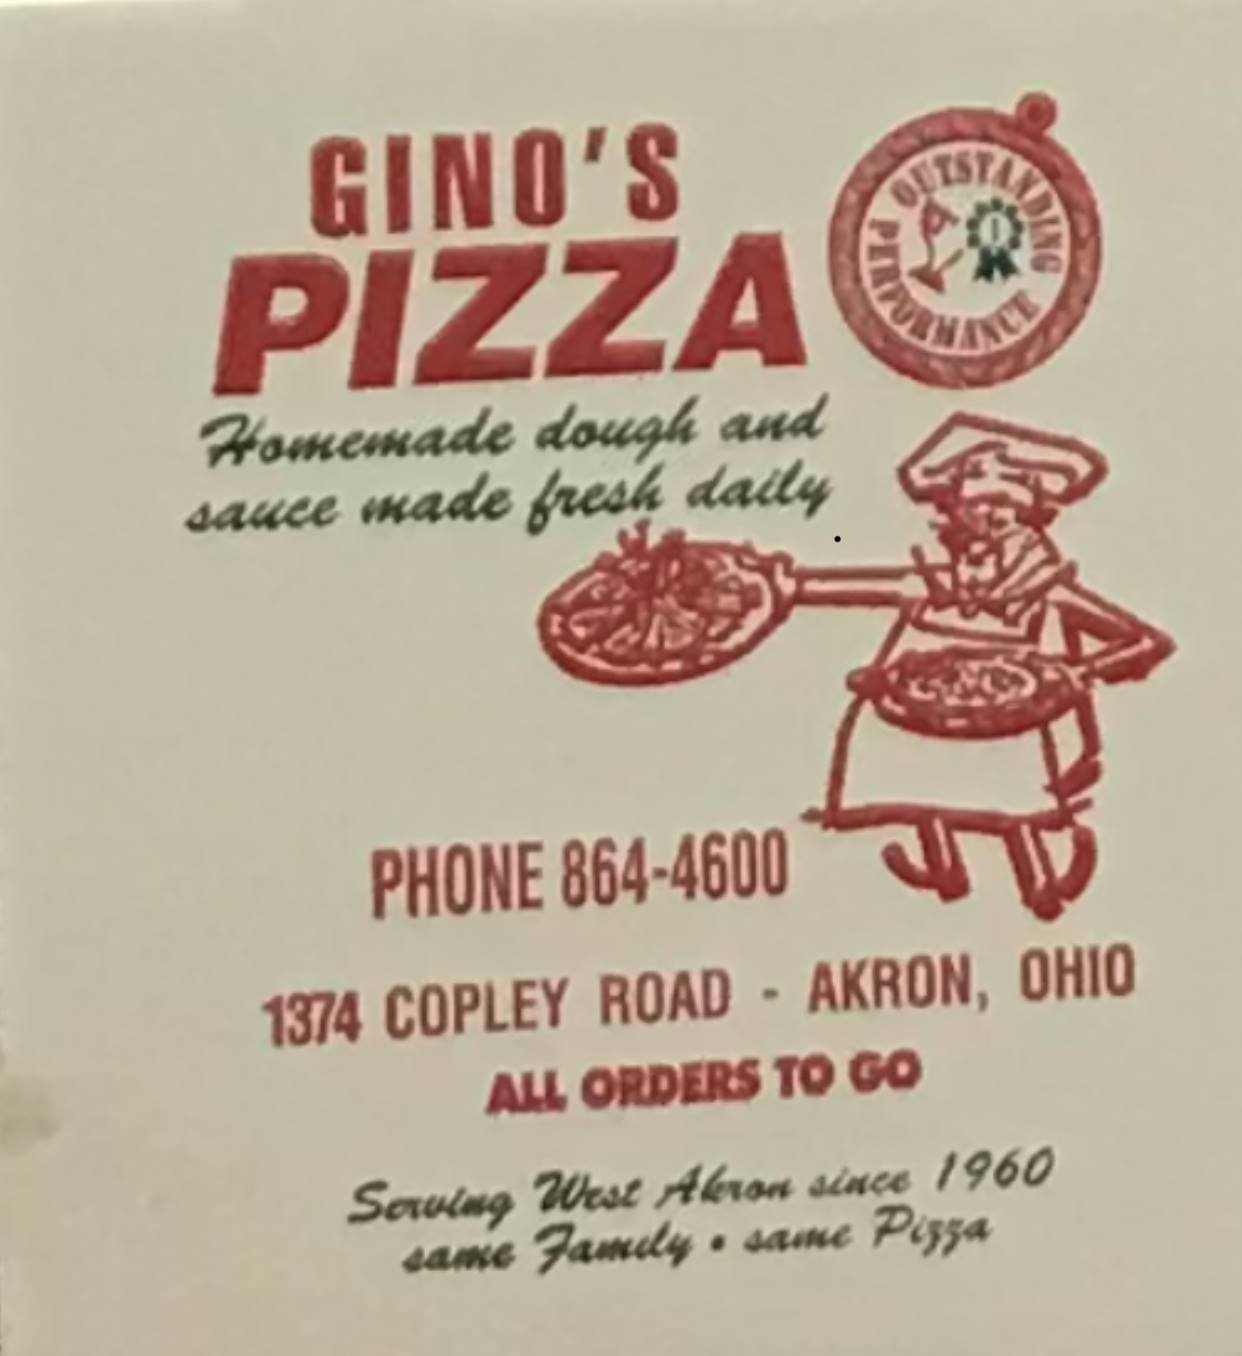 GINO'S
PIZZA
OUTSTANDING
PERFORMANCE
1
Homemade dough and
sauce made fresh daily
PHONE 864-4600
1374 COPLEY ROAD - AKRON, OHIO
ALL ORDERS TO GO
Serving West Akron since 1960
same Family • same Pizza